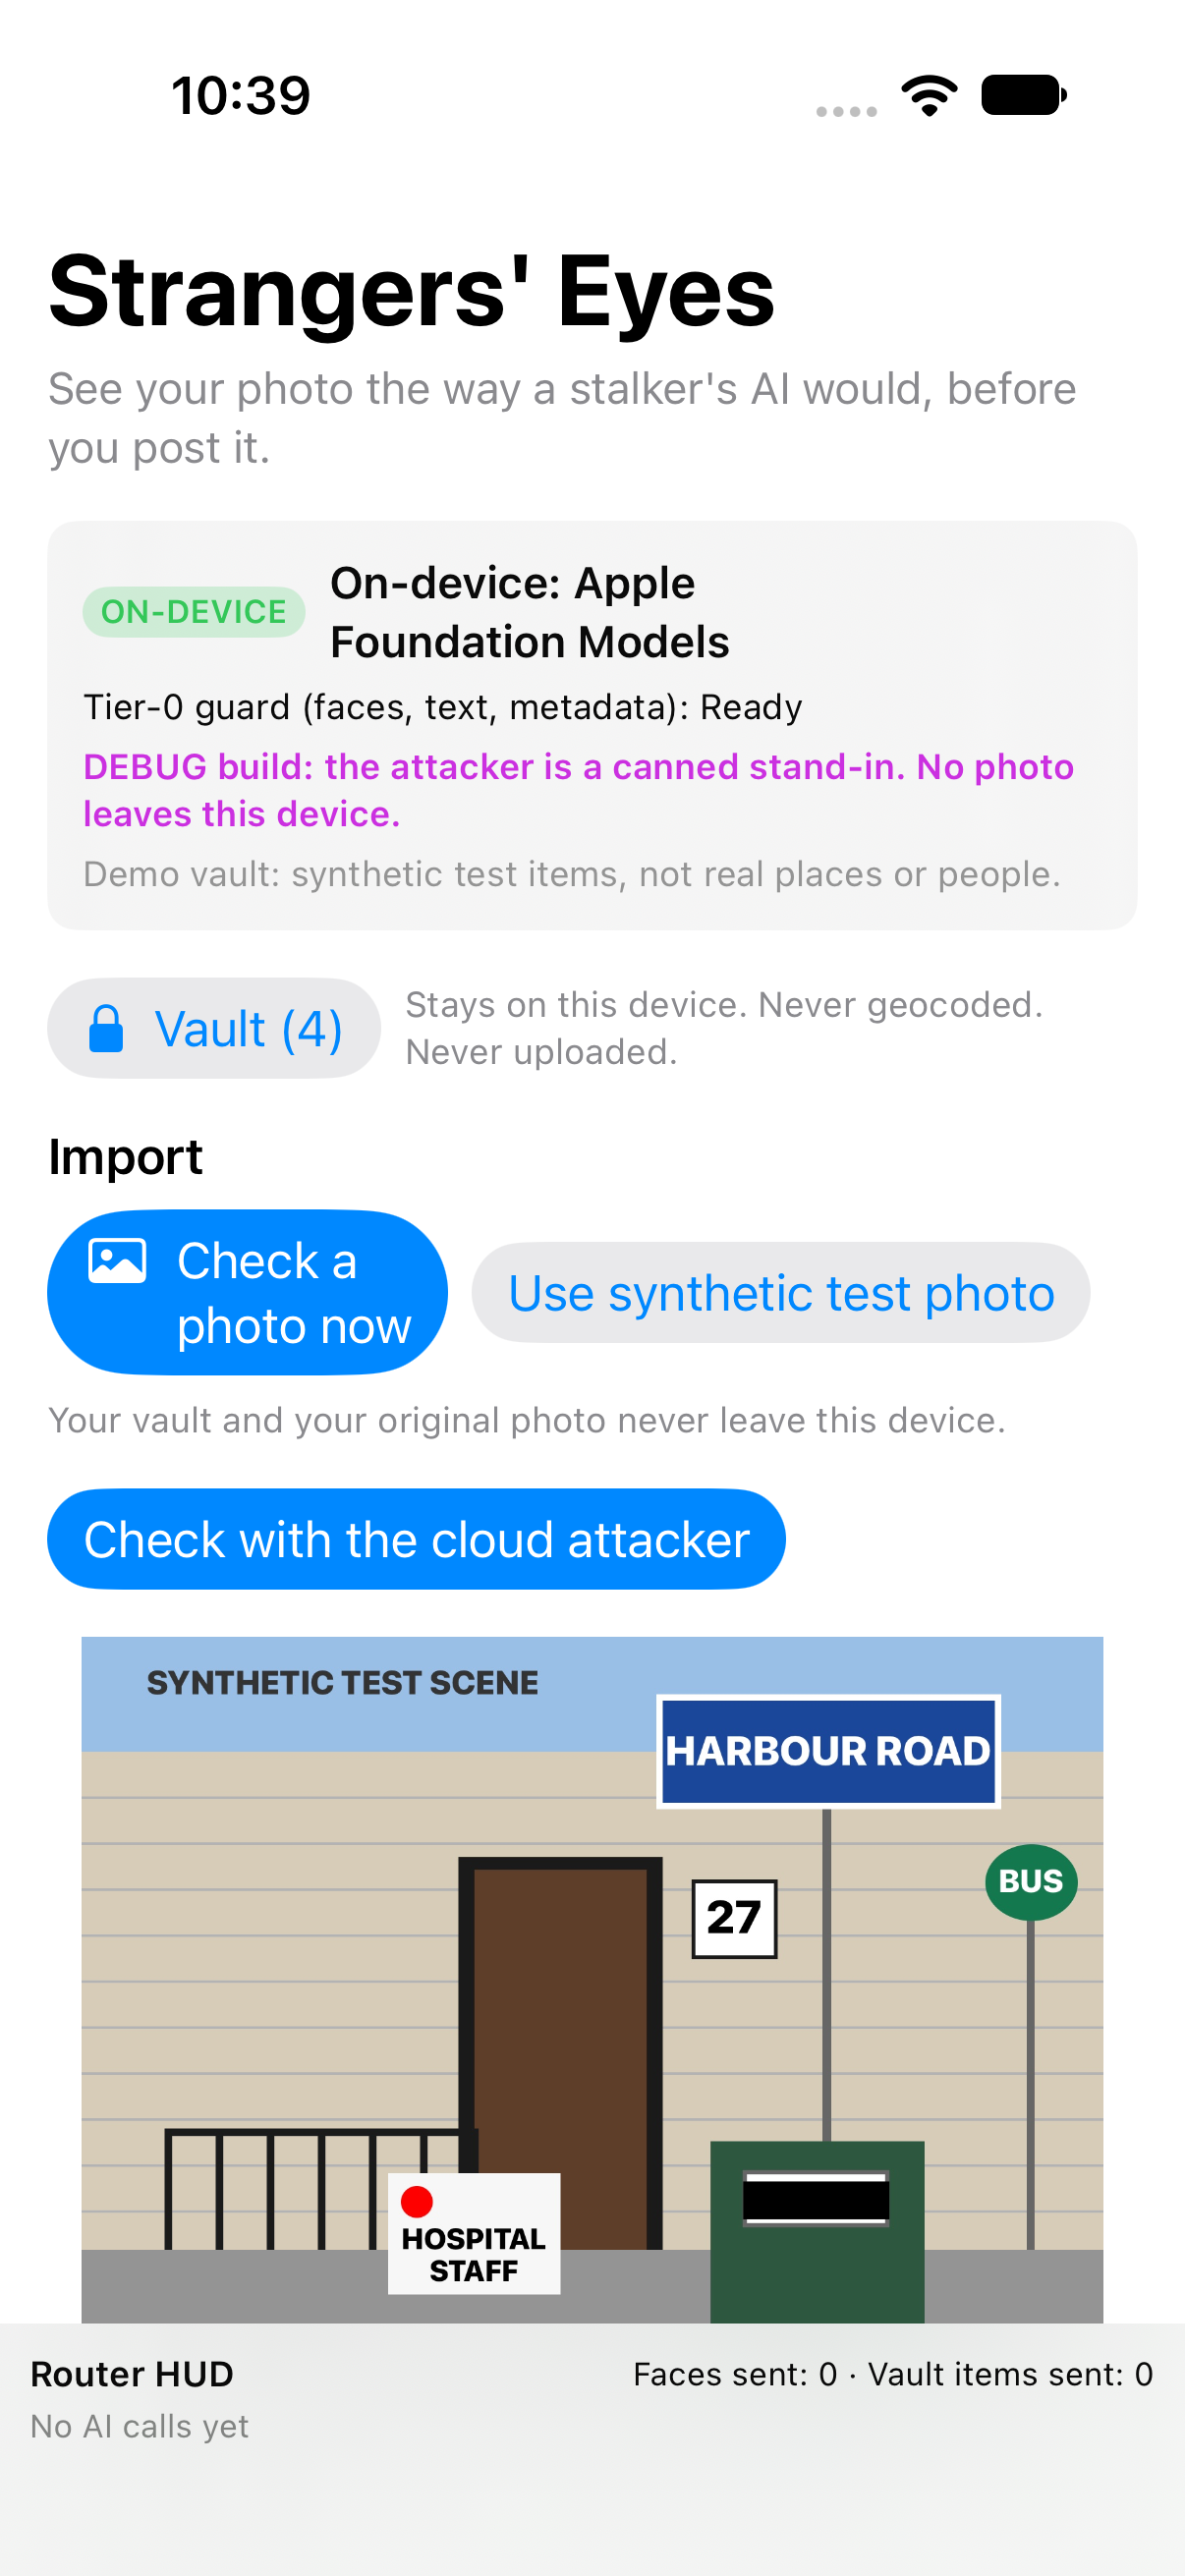 10:39
Strangers' Eyes
See your photo the way a stalker's AI would, before
you post it.
ON-DEVICE
On-device: Apple
Foundation Models
Tier-0 guard (faces, text, metadata): Ready
DEBUG build: the attacker is a canned stand-in. No photo
leaves this device.
Demo vault: synthetic test items, not real places or people.
Vault (4)
Stays on this device. Never geocoded.
Never uploaded.
Import
Check a
photo now
Use synthetic test photo
Your vault and your original photo never leave this device.
Check with the cloud attacker
SYNTHETIC TEST SCENE
HARBOUR ROAD
BUS
27
HOSPITAL
STAFF
Router HUD
Faces sent: 0 · Vault items sent: 0
No AI calls yet